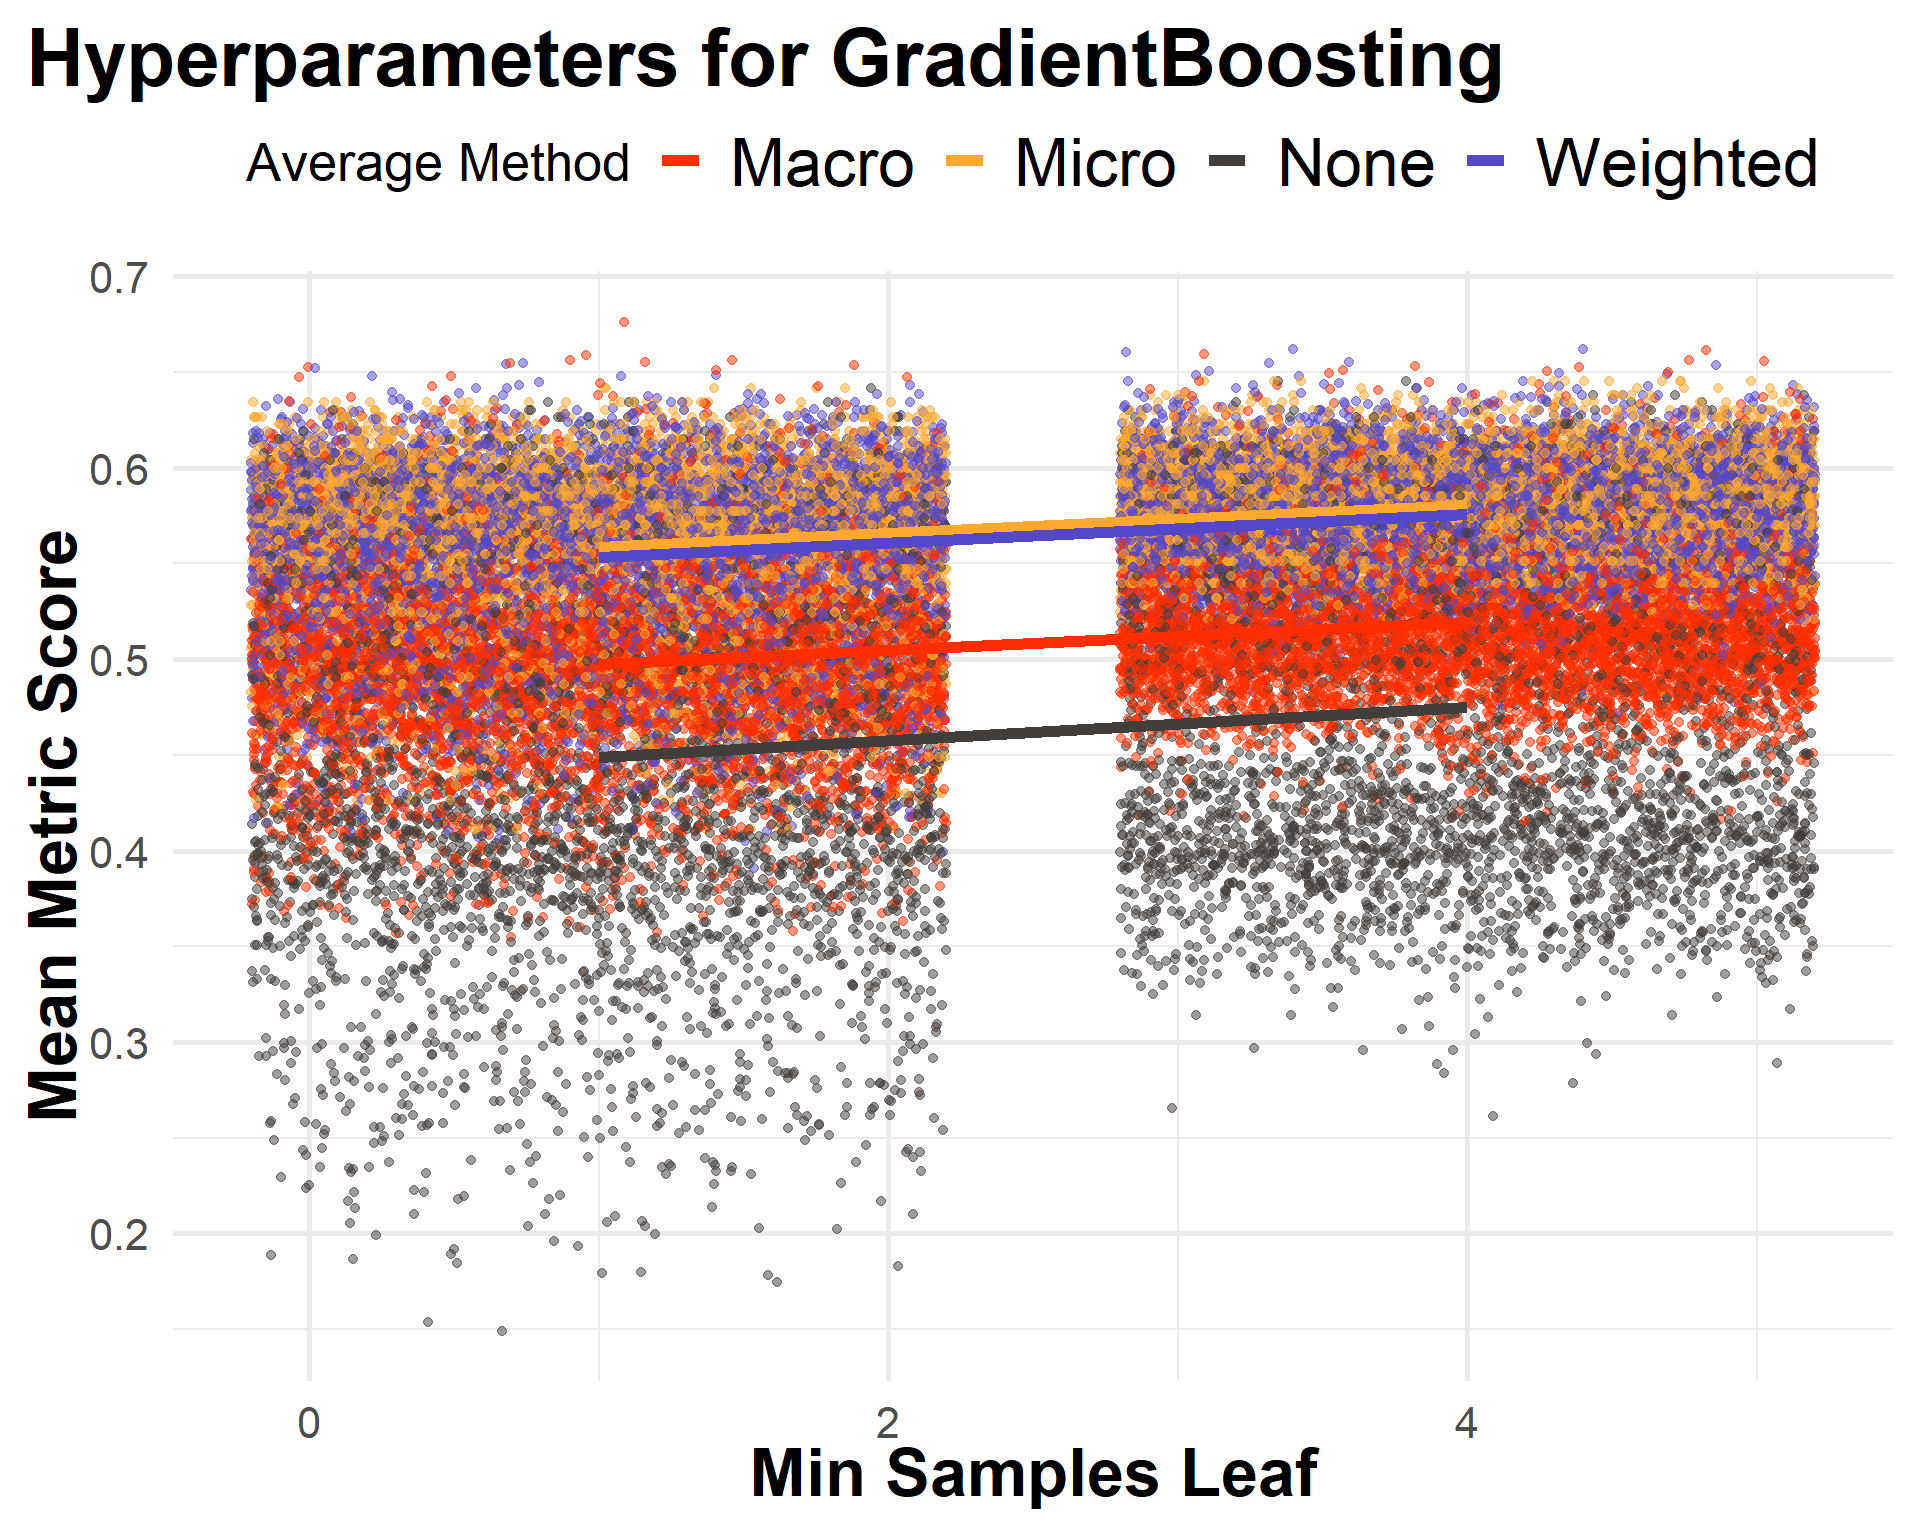 Hyperparameters for GradientBoosting
Average Method Macro Micro None Weighted
0.7
0.6
0.5
0.4
0.3
0.2
Mean Metric Score
0 2 4
Min Samples Leaf